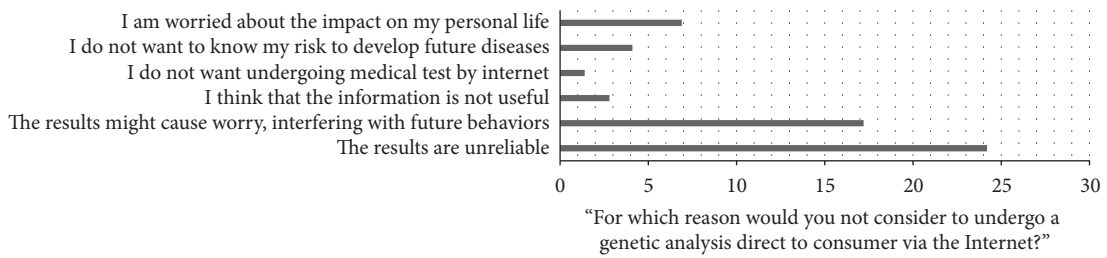 I am worried about the impact on my personal life
I do not want to know my risk to develop future diseases
I do not want undergoing medical test by internet
I think that the information is not useful
The results might cause worry, interfering with future behaviors
The results are unreliable
0 5 10 15 20 25 30
“For which reason would you not consider to undergo a
genetic analysis direct to consumer via the Internet?”